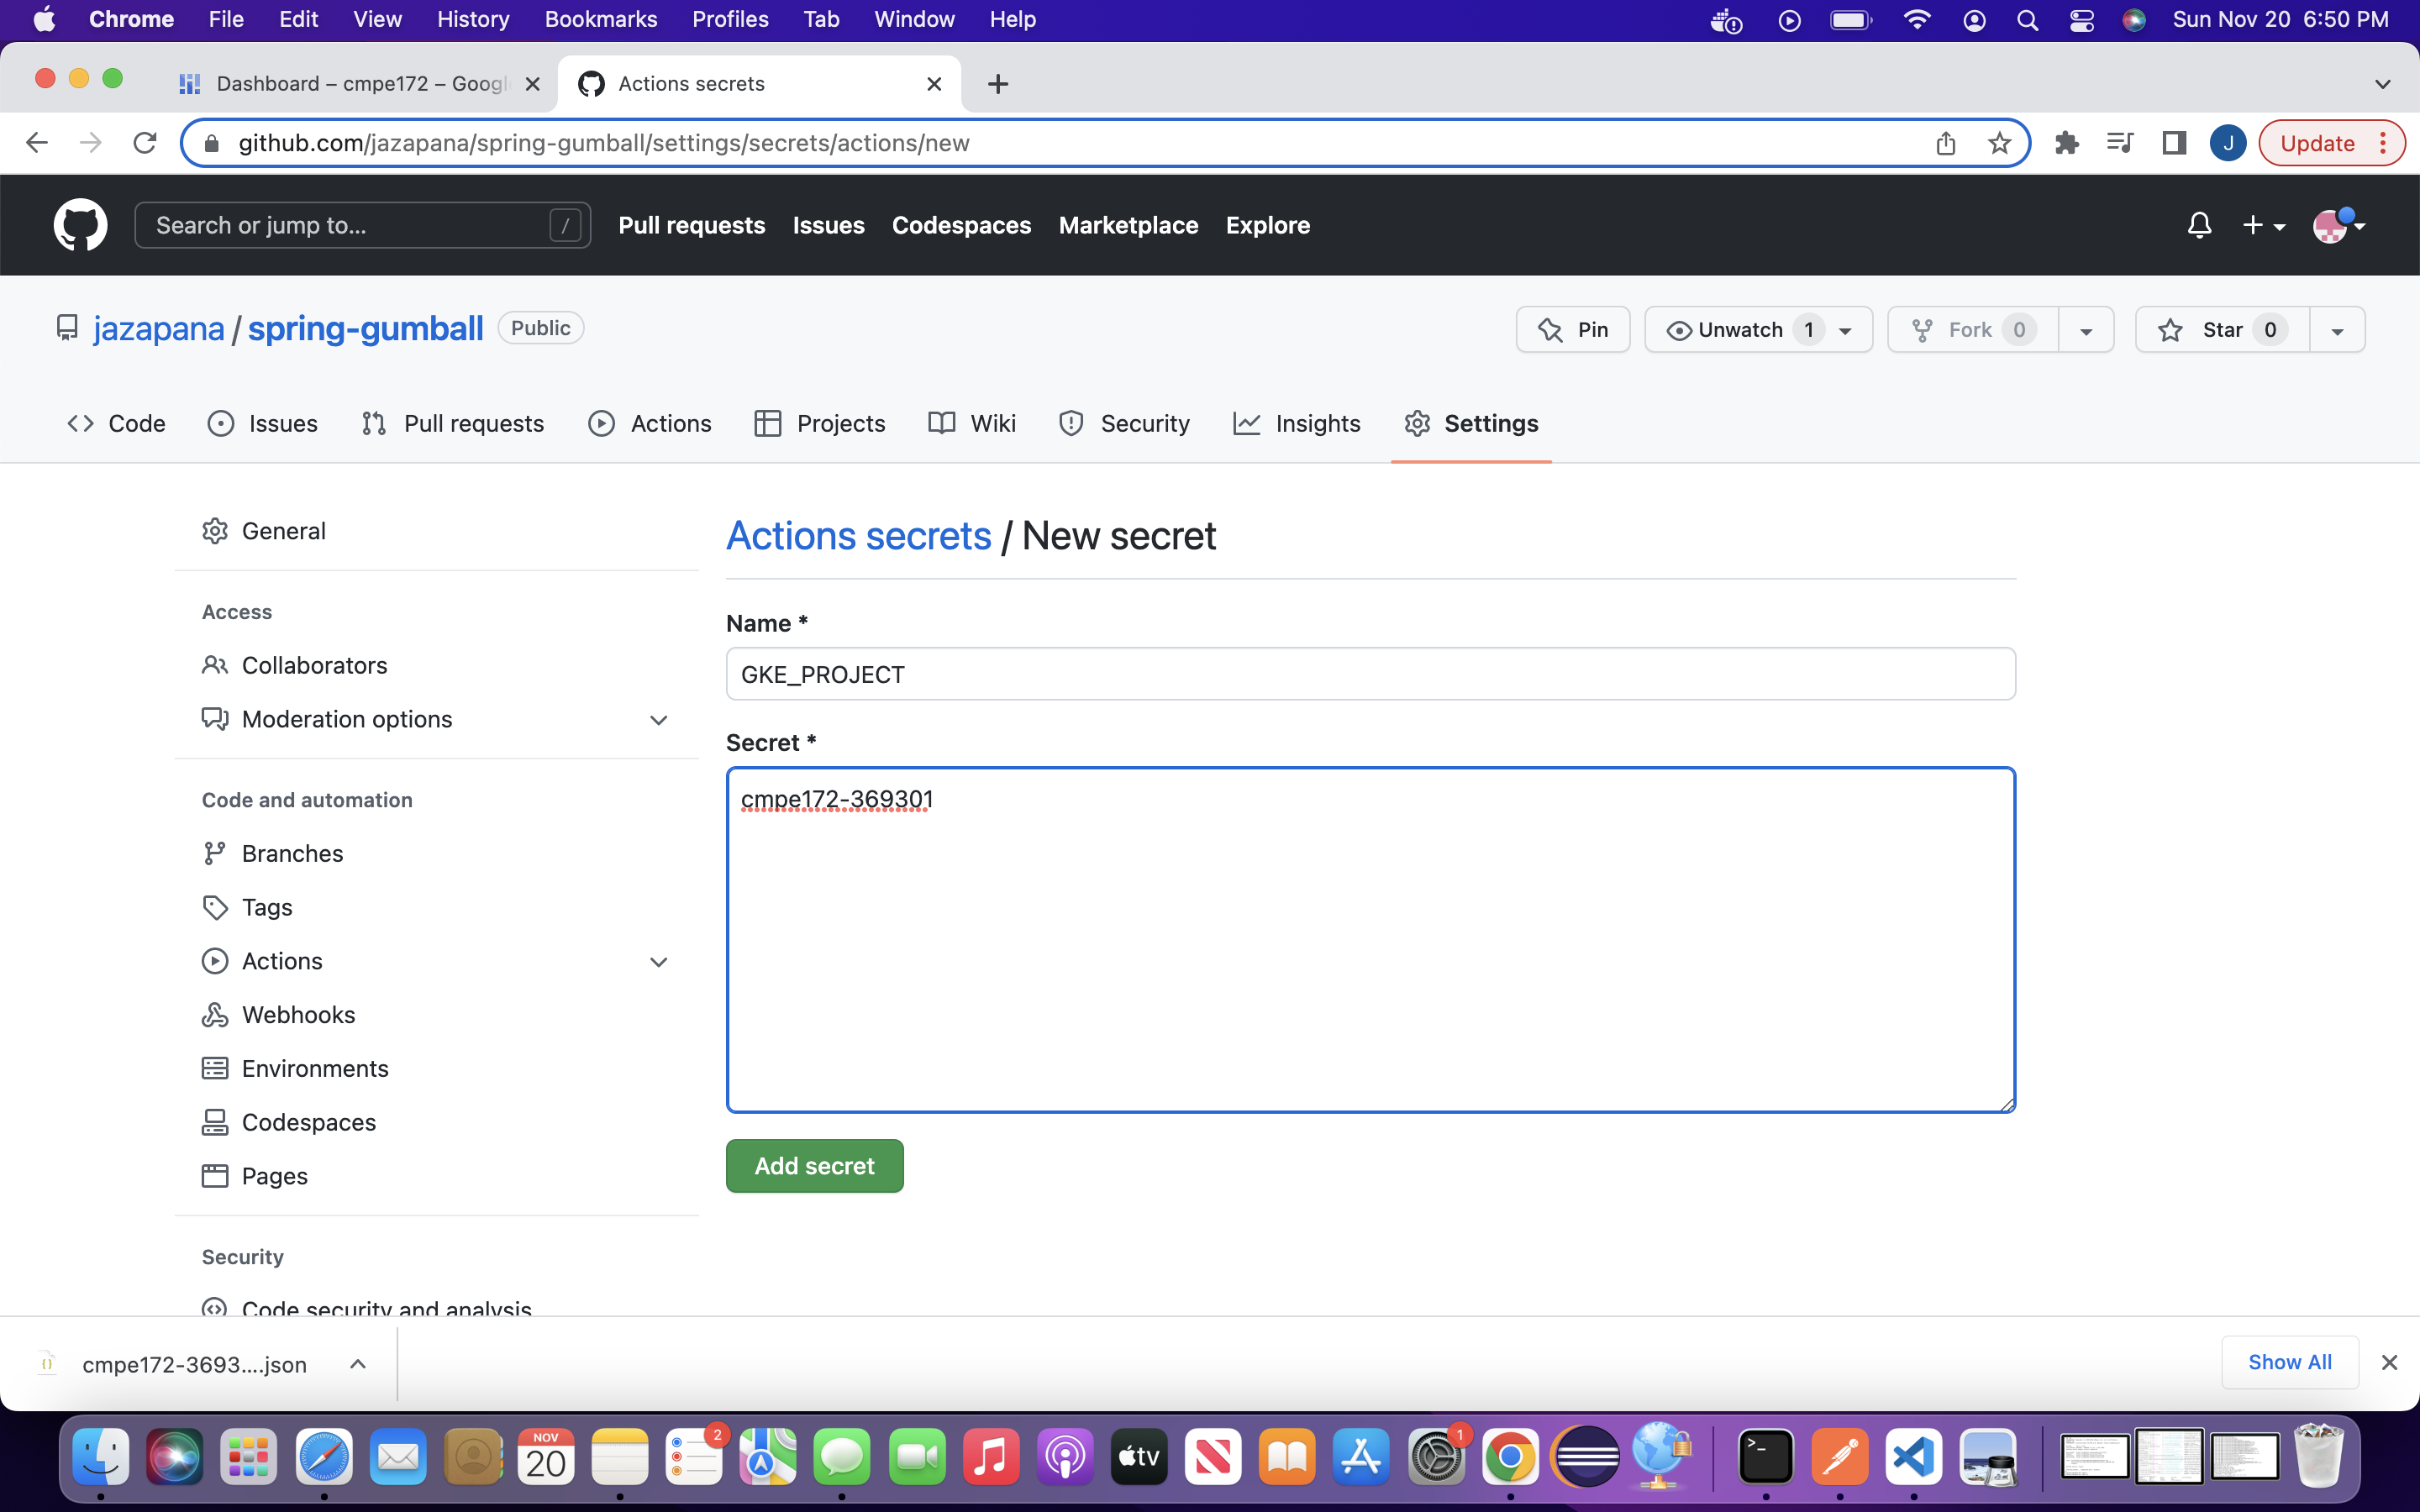 Chrome File Edit View History Bookmarks Profiles Tab Window Help Sun Nov 20 6:50 PM
Dashboard – cmpe172 – Googl Actions secrets
github.com/jazapana/spring-gumball/settings/secrets/actions/new J Update
Search or jump to... / Pull requests Issues Codespaces Marketplace Explore
jazapana / spring-gumball Public Pin Unwatch 1 Fork 0 Star 0
Code Issues Pull requests Actions Projects Wiki Security Insights Settings
General
Access
Collaborators
Moderation options
Code and automation
Branches
Tags
Actions
Webhooks
Environments
Codespaces
Pages
Security
Code security and analysis
Actions secrets / New secret
Name *
GKE_PROJECT
Secret *
cmpe172-369301
Add secret
cmpe172-3693....json Show All
NOV
20
2
tv
1